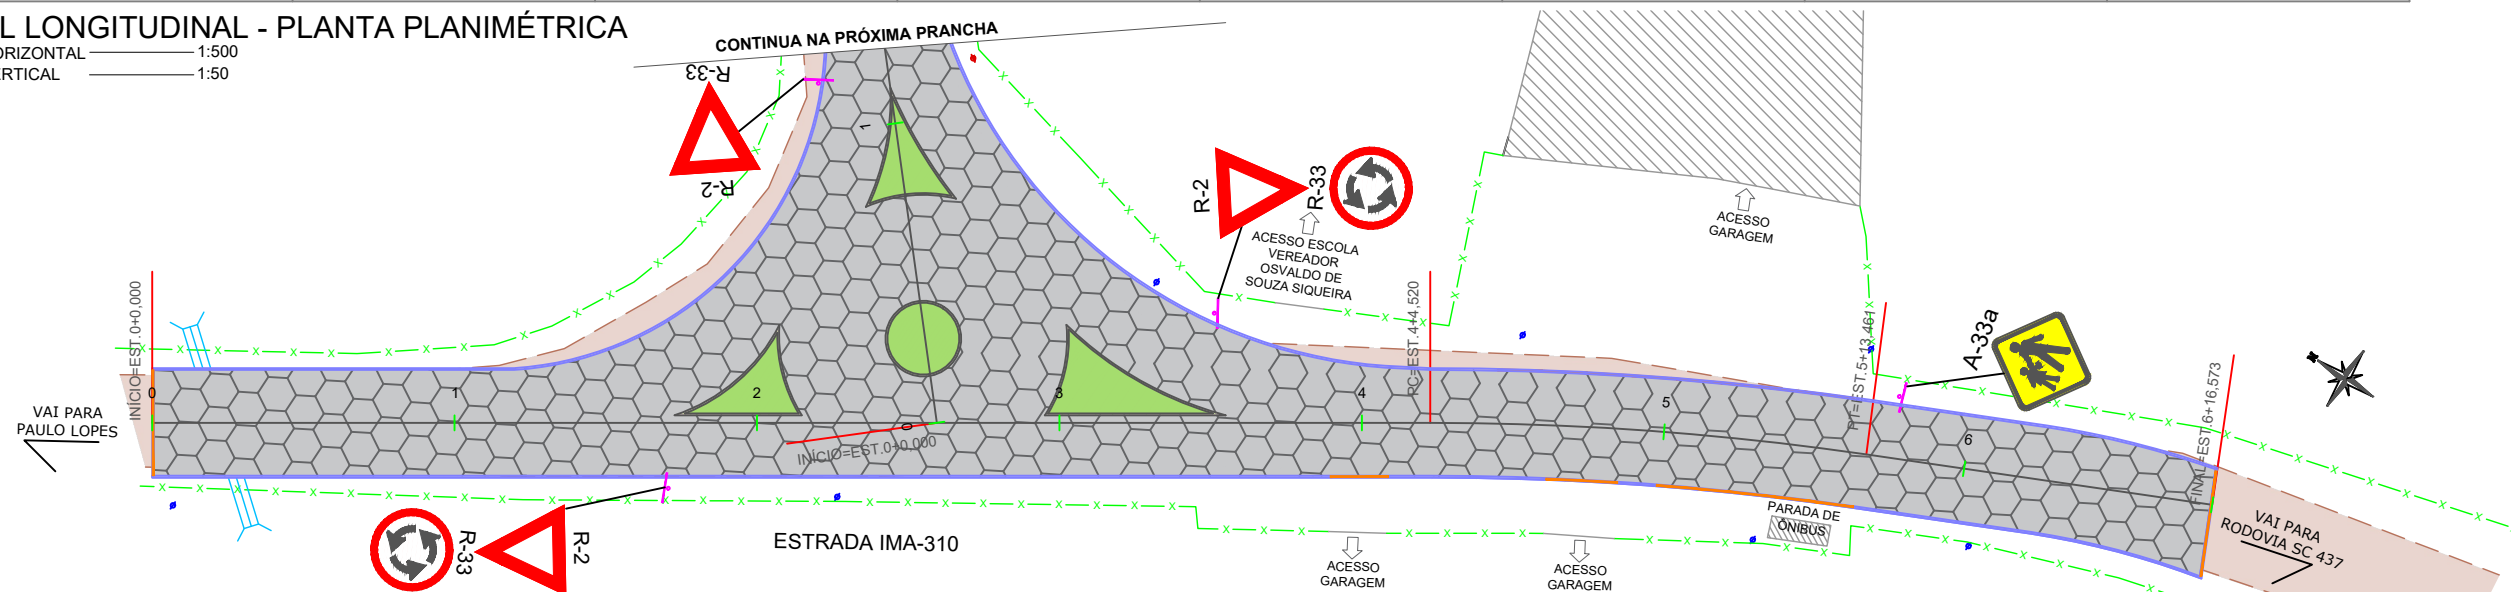 L LONGITUDINAL - PLANTA PLANIMÉTRICA
ORIZONTAL 1:500
ERTICAL 1:50
CONTINUA NA PRÓXIMA PRANCHA
R-33
R-2
1
R-2
R-33
ACESSO ESCOLA
VEREADOR
OSVALDO DE
SOUZA SIQUEIRA
ACESSO
GARAGEM
INÍCIO=EST.0+0,000
PC=EST.4+4,520
PT=EST.5+13,461
A-33a
FINAL=EST.6+16,573
0
1
2
3
4
5
6
VAI PARA
PAULO LOPES
0
INÍCIO=EST.0+0,000
R-33
R-2
ESTRADA IMA-310
ACESSO
GARAGEM
ACESSO
GARAGEM
PARADA DE
ÔNIBUS
VAI PARA
RODOVIA SC 437